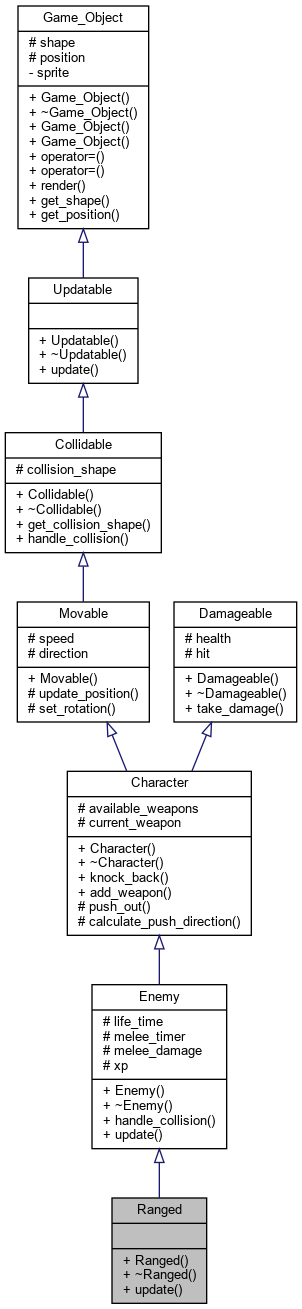 Game_Object
# shape
# position
- sprite
+ Game_Object()
+ ~Game_Object()
+ Game_Object()
+ Game_Object()
+ operator=()
+ operator=()
+ render()
+ get_shape()
+ get_position()
Updatable
+ Updatable()
+ ~Updatable()
+ update()
Collidable
# collision_shape
+ Collidable()
+ ~Collidable()
+ get_collision_shape()
+ handle_collision()
Movable
# speed
# direction
+ Movable()
# update_position()
# set_rotation()
Damageable
# health
# hit
+ Damageable()
+ ~Damageable()
+ take_damage()
Character
# available_weapons
# current_weapon
+ Character()
+ ~Character()
+ knock_back()
+ add_weapon()
# push_out()
# calculate_push_direction()
Enemy
# life_time
# melee_timer
# melee_damage
# xp
+ Enemy()
+ ~Enemy()
+ handle_collision()
+ update()
Ranged
+ Ranged()
+ ~Ranged()
+ update()